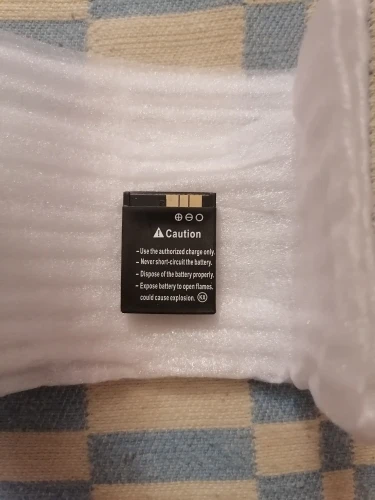 ⊕⊖○
⚠ Caution
– Use the authorized charge only.
– Never short-circuit the battery.
– Dispose of the battery properly.
– Expose battery to open flames,
could cause explosion.